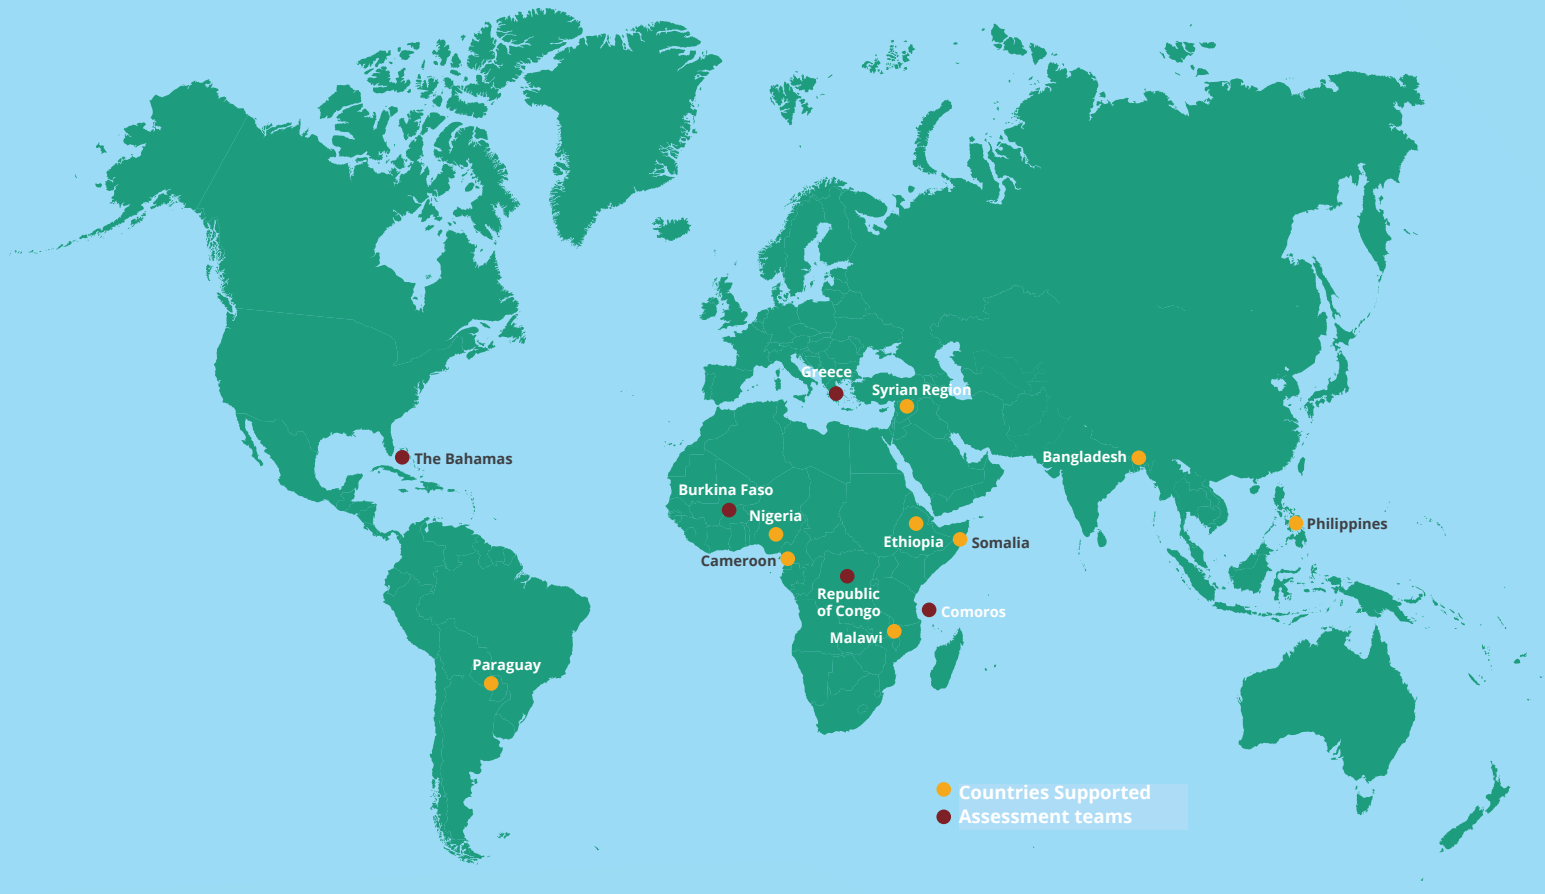 Greece
Syrian Region
The Bahamas
Bangladesh
Burkina Faso
Nigeria
Philippines
Ethiopia
Somalia
Cameroon
Republic
of Congo
Comoros
Malawi
Paraguay
Countries Supported
Assessment teams